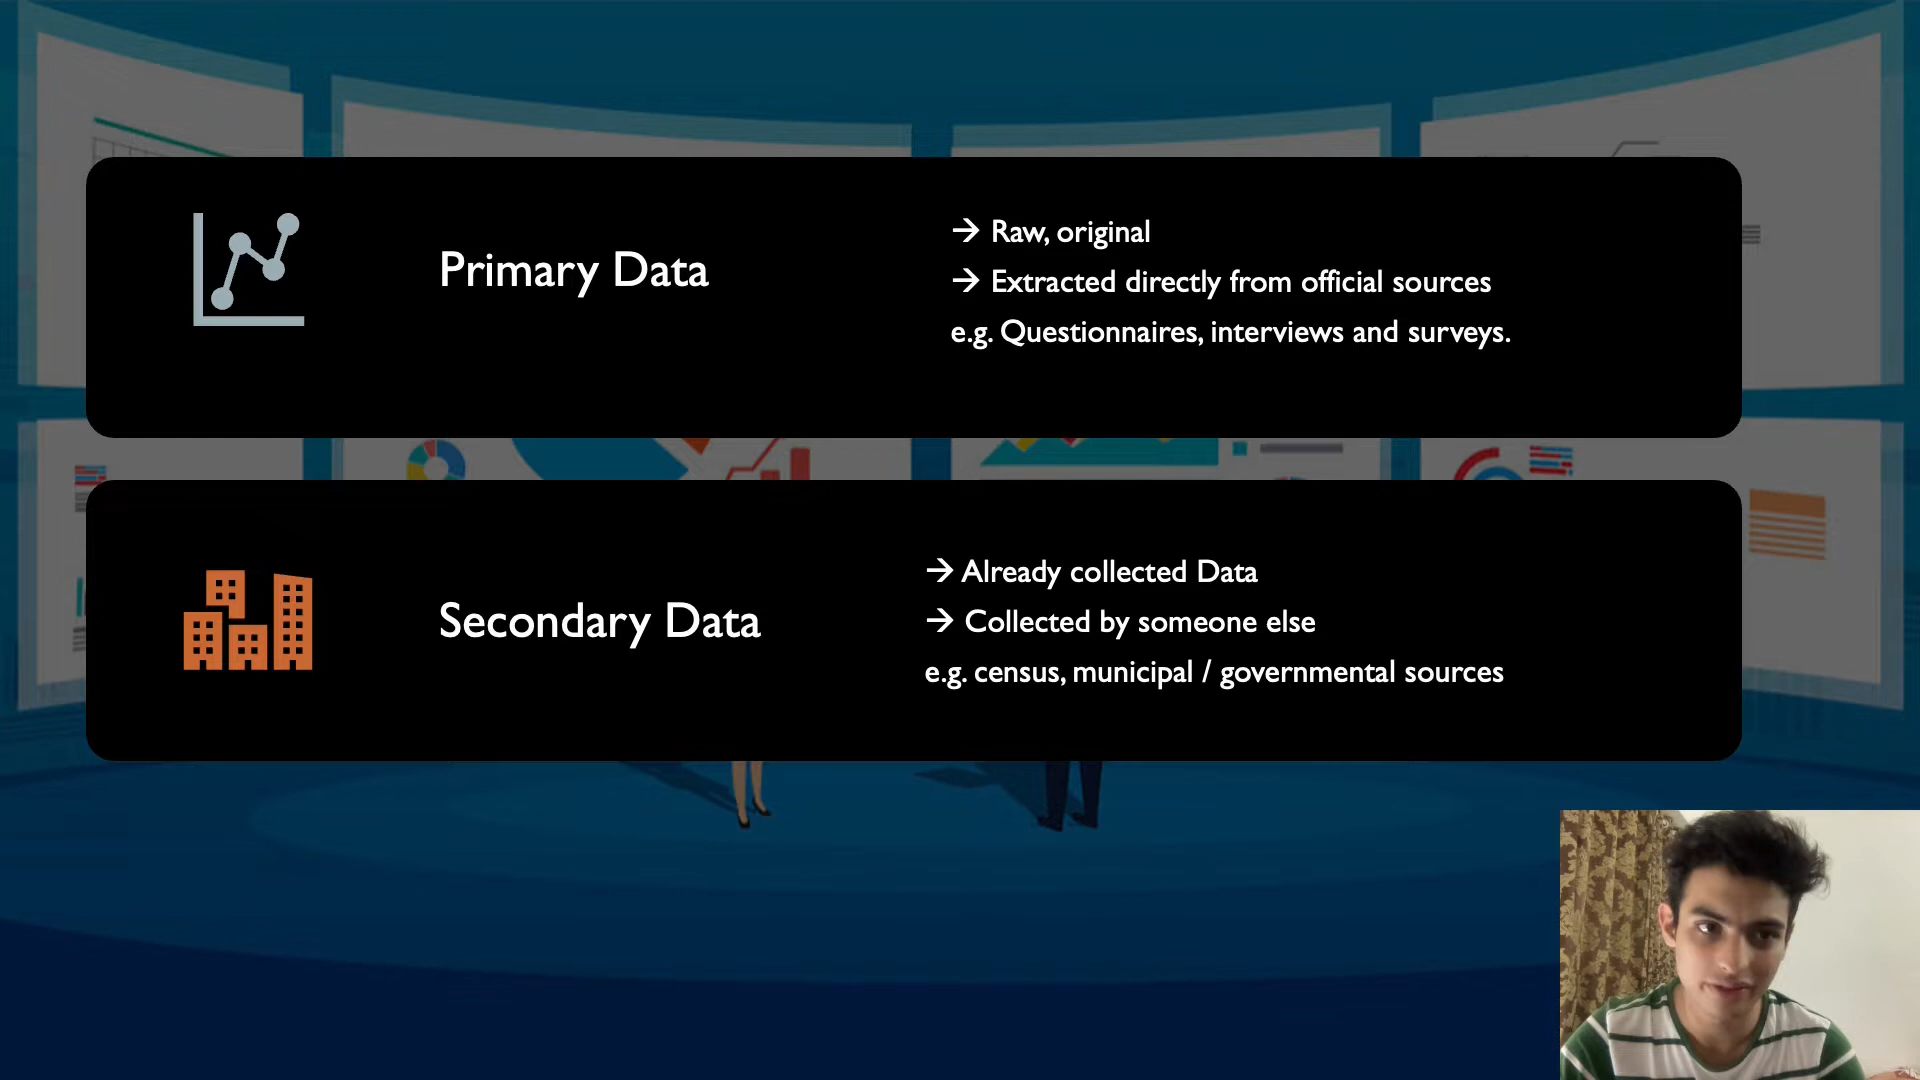 Primary Data
→ Raw, original
→ Extracted directly from official sources
e.g. Questionnaires, interviews and surveys.
Secondary Data
→ Already collected Data
→ Collected by someone else
e.g. census, municipal / governmental sources